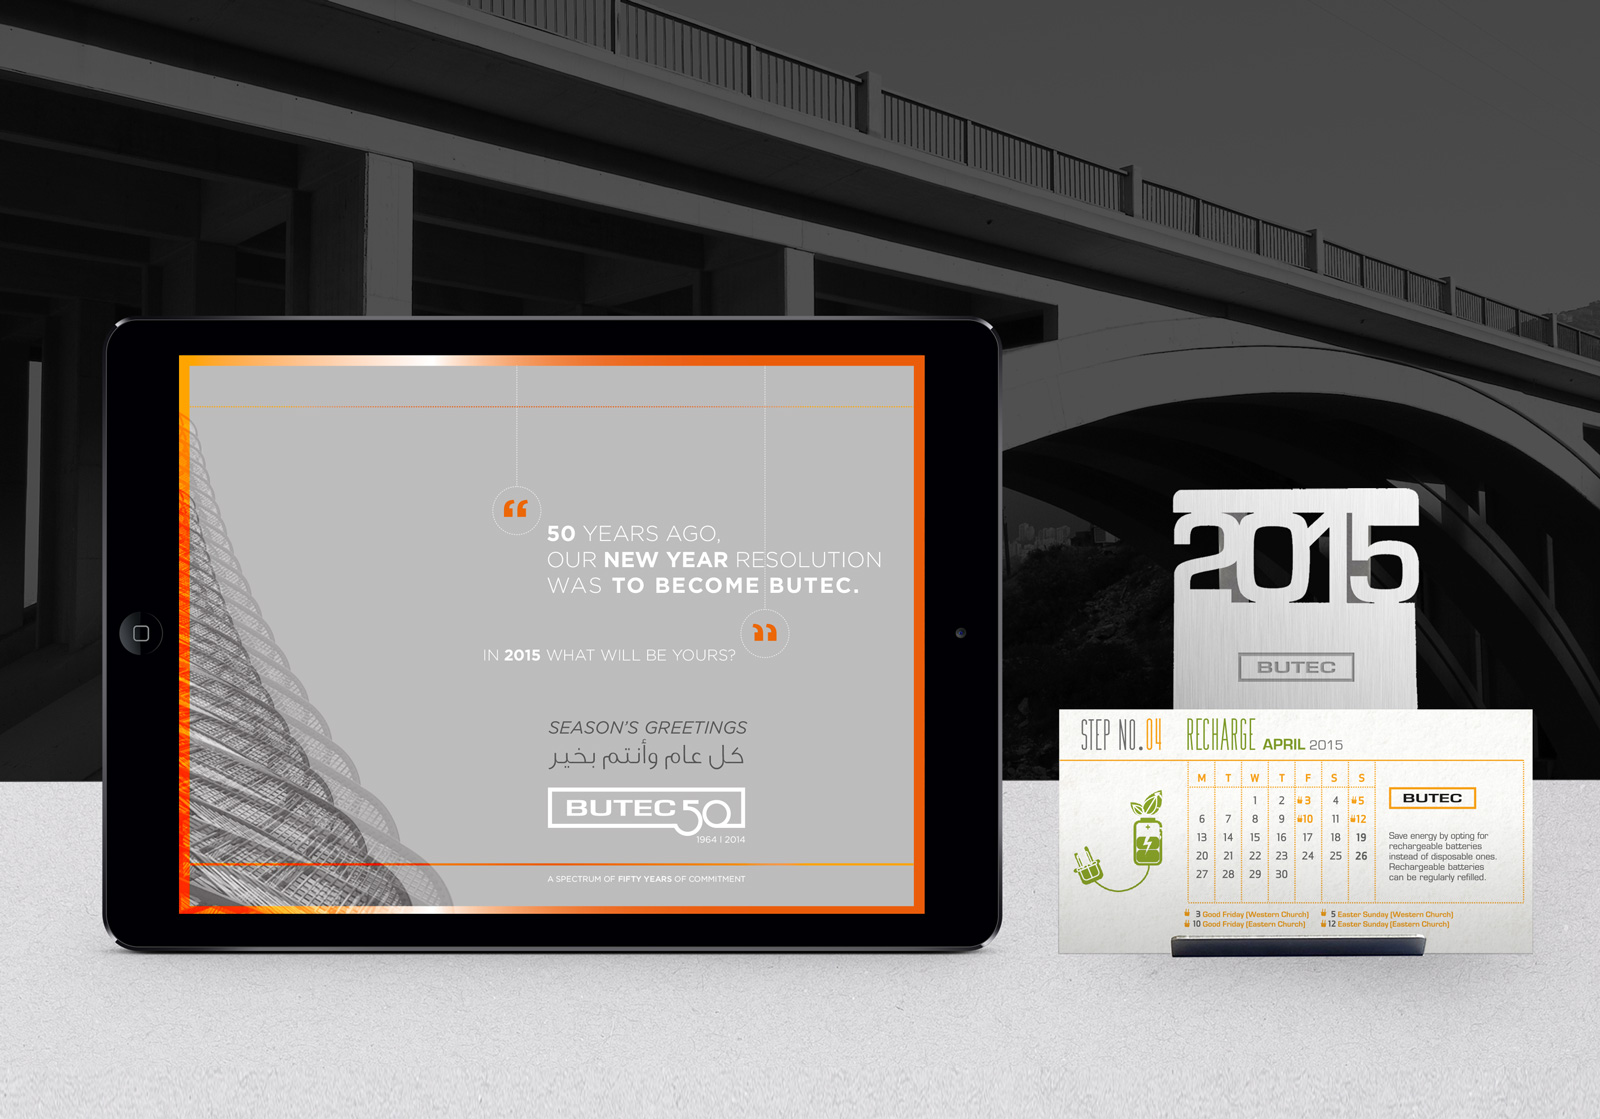 “
50 YEARS AGO,
OUR NEW YEAR RESOLUTION
WAS TO BECOME BUTEC.
”
IN 2015 WHAT WILL BE YOURS?
SEASON'S GREETINGS
كل عام وأنتم بخير
BUTEC 50
1964 | 2014
A SPECTRUM OF FIFTY YEARS OF COMMITMENT
2015
BUTEC
STEP NO.04 RECHARGE APRIL 2015
M T W T F S S
1 2 3 4 5
6 7 8 9 10 11 12
13 14 15 16 17 18 19
20 21 22 23 24 25 26
27 28 29 30
BUTEC
Save energy by opting for
rechargeable batteries
instead of disposable ones.
Rechargeable batteries
can be regularly refilled.
3 Good Friday (Western Church) 5 Easter Sunday (Western Church)
10 Good Friday (Eastern Church) 12 Easter Sunday (Eastern Church)